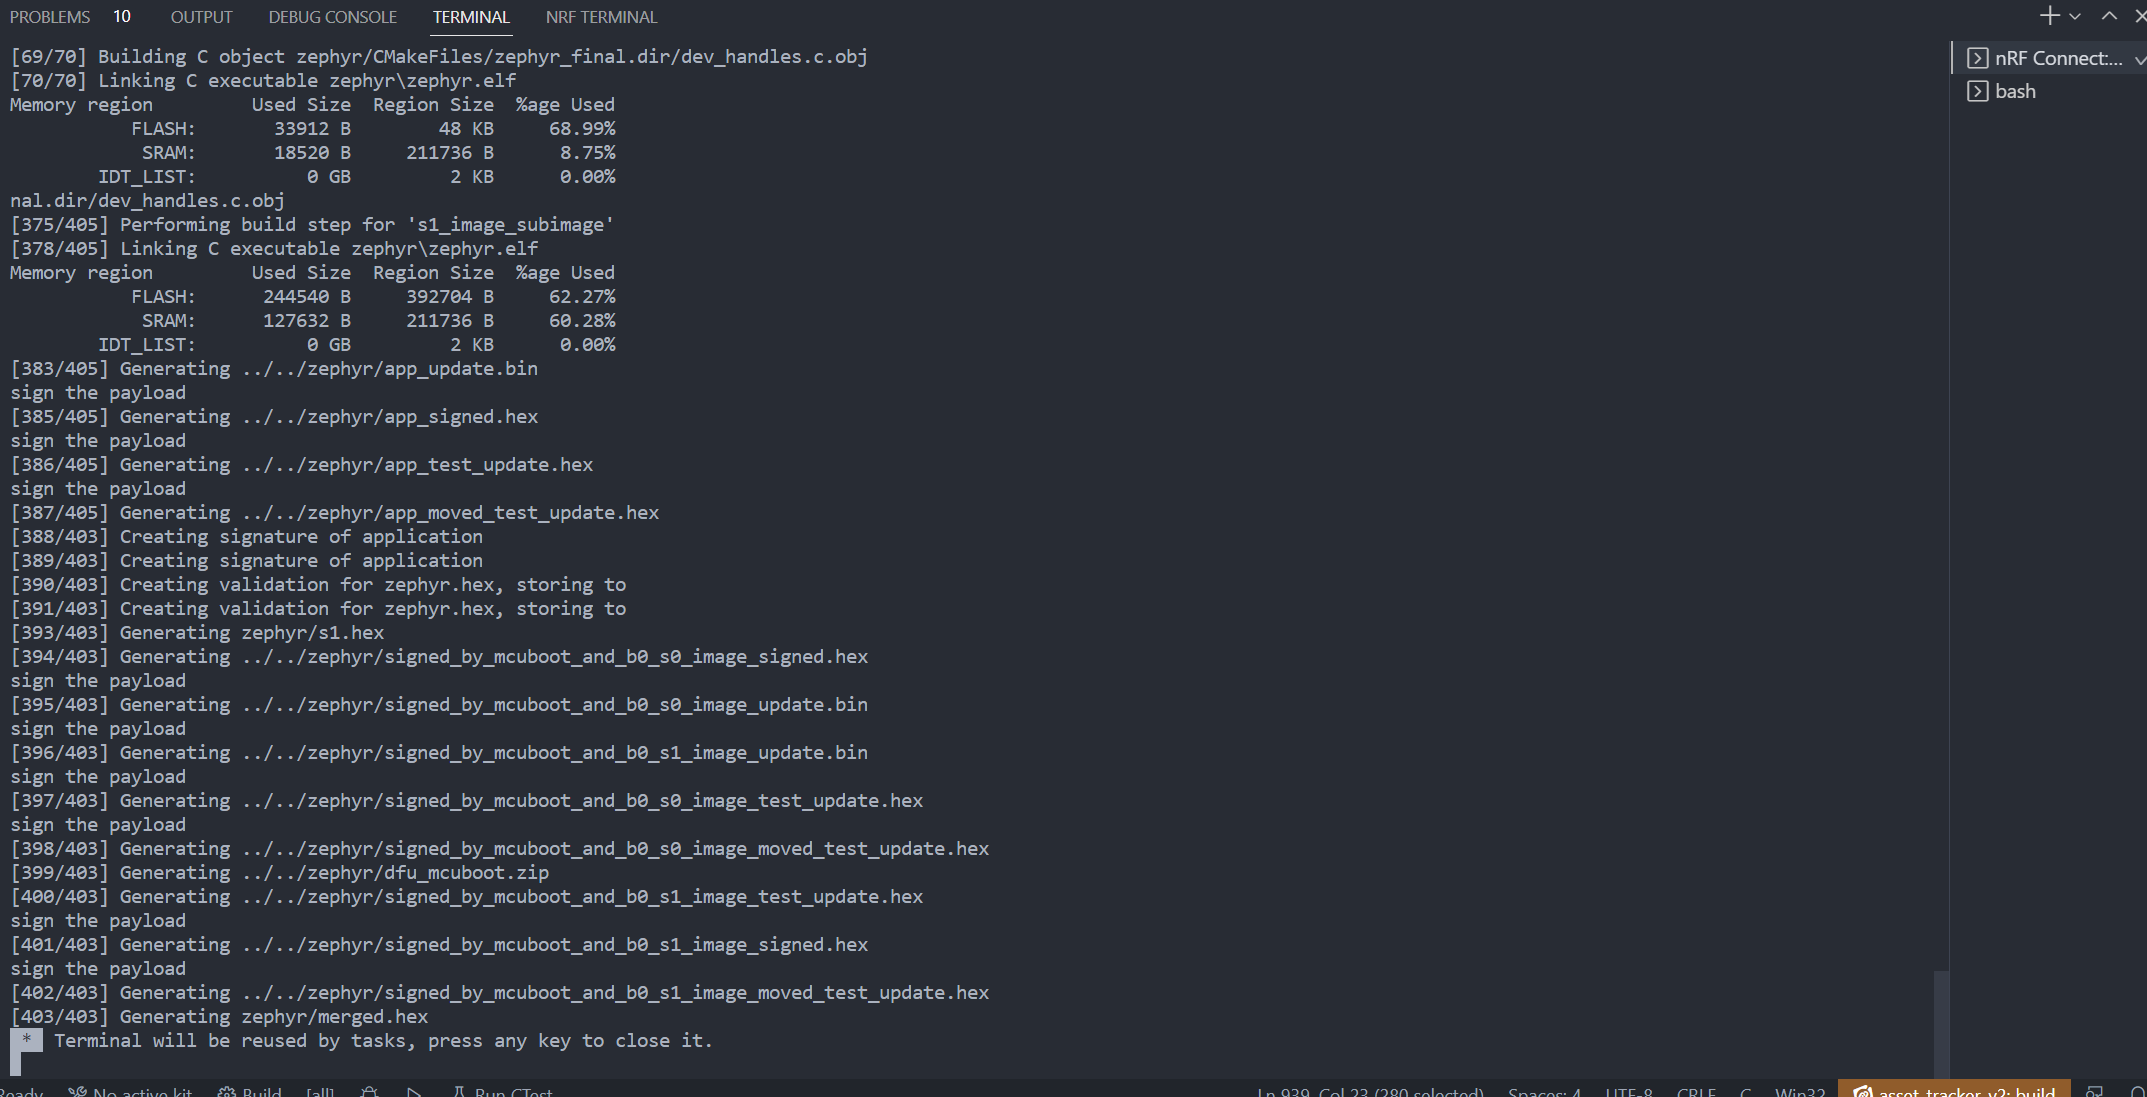 PROBLEMS 10 OUTPUT DEBUG CONSOLE TERMINAL NRF TERMINAL
[69/70] Building C object zephyr/CMakeFiles/zephyr_final.dir/dev_handles.c.obj
[70/70] Linking C executable zephyr\zephyr.elf
Memory region         Used Size  Region Size  %age Used
           FLASH:       33912 B        48 KB     68.99%
            SRAM:       18520 B     211736 B      8.75%
        IDT_LIST:          0 GB         2 KB      0.00%
nal.dir/dev_handles.c.obj
[375/405] Performing build step for 's1_image_subimage'
[378/405] Linking C executable zephyr\zephyr.elf
Memory region         Used Size  Region Size  %age Used
           FLASH:      244540 B     392704 B     62.27%
            SRAM:      127632 B     211736 B     60.28%
        IDT_LIST:          0 GB         2 KB      0.00%
[383/405] Generating ../../zephyr/app_update.bin
sign the payload
[385/405] Generating ../../zephyr/app_signed.hex
sign the payload
[386/405] Generating ../../zephyr/app_test_update.hex
sign the payload
[387/405] Generating ../../zephyr/app_moved_test_update.hex
[388/403] Creating signature of application
[389/403] Creating signature of application
[390/403] Creating validation for zephyr.hex, storing to
[391/403] Creating validation for zephyr.hex, storing to
[393/403] Generating zephyr/s1.hex
[394/403] Generating ../../zephyr/signed_by_mcuboot_and_b0_s0_image_signed.hex
sign the payload
[395/403] Generating ../../zephyr/signed_by_mcuboot_and_b0_s0_image_update.bin
sign the payload
[396/403] Generating ../../zephyr/signed_by_mcuboot_and_b0_s1_image_update.bin
sign the payload
[397/403] Generating ../../zephyr/signed_by_mcuboot_and_b0_s0_image_test_update.hex
sign the payload
[398/403] Generating ../../zephyr/signed_by_mcuboot_and_b0_s0_image_moved_test_update.hex
[399/403] Generating ../../zephyr/dfu_mcuboot.zip
[400/403] Generating ../../zephyr/signed_by_mcuboot_and_b0_s1_image_test_update.hex
sign the payload
[401/403] Generating ../../zephyr/signed_by_mcuboot_and_b0_s1_image_signed.hex
sign the payload
[402/403] Generating ../../zephyr/signed_by_mcuboot_and_b0_s1_image_moved_test_update.hex
[403/403] Generating zephyr/merged.hex
* Terminal will be reused by tasks, press any key to close it.
nRF Connect:...
bash
Ready No active kit Build [all] Run CTest Ln 939, Col 23 (280 selected) Spaces: 4 UTF-8 CRLF C Win32 asset_tracker_v2: build